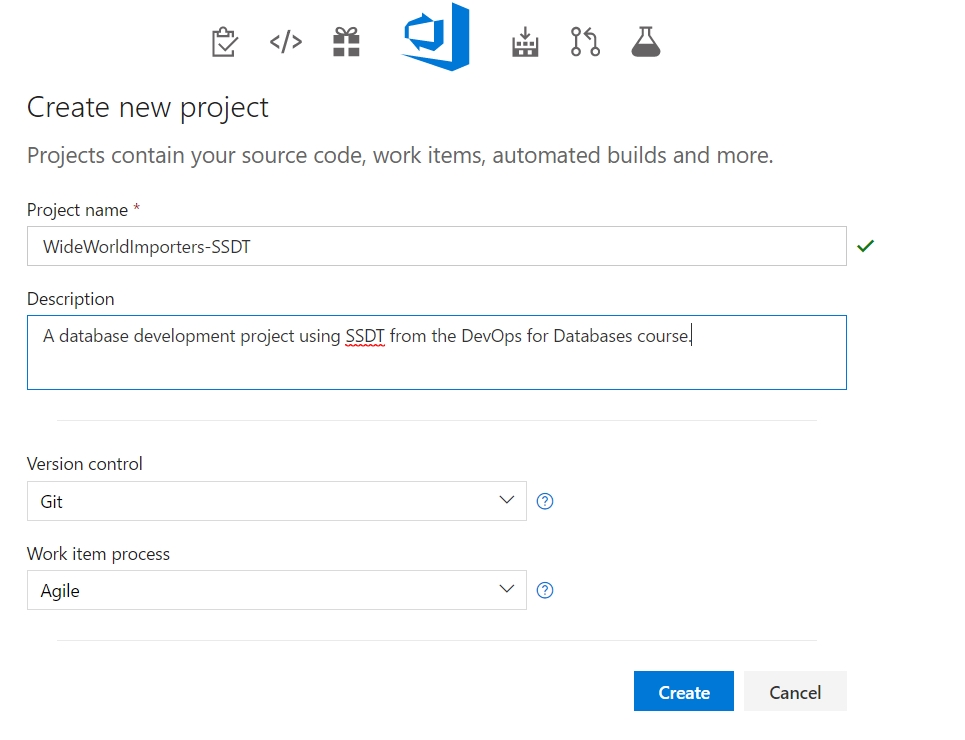 Create new project
Projects contain your source code, work items, automated builds and more.
Project name *
WideWorldImporters-SSDT
Description
A database development project using SSDT from the DevOps for Databases course.
Version control
Git
Work item process
Agile
Create
Cancel